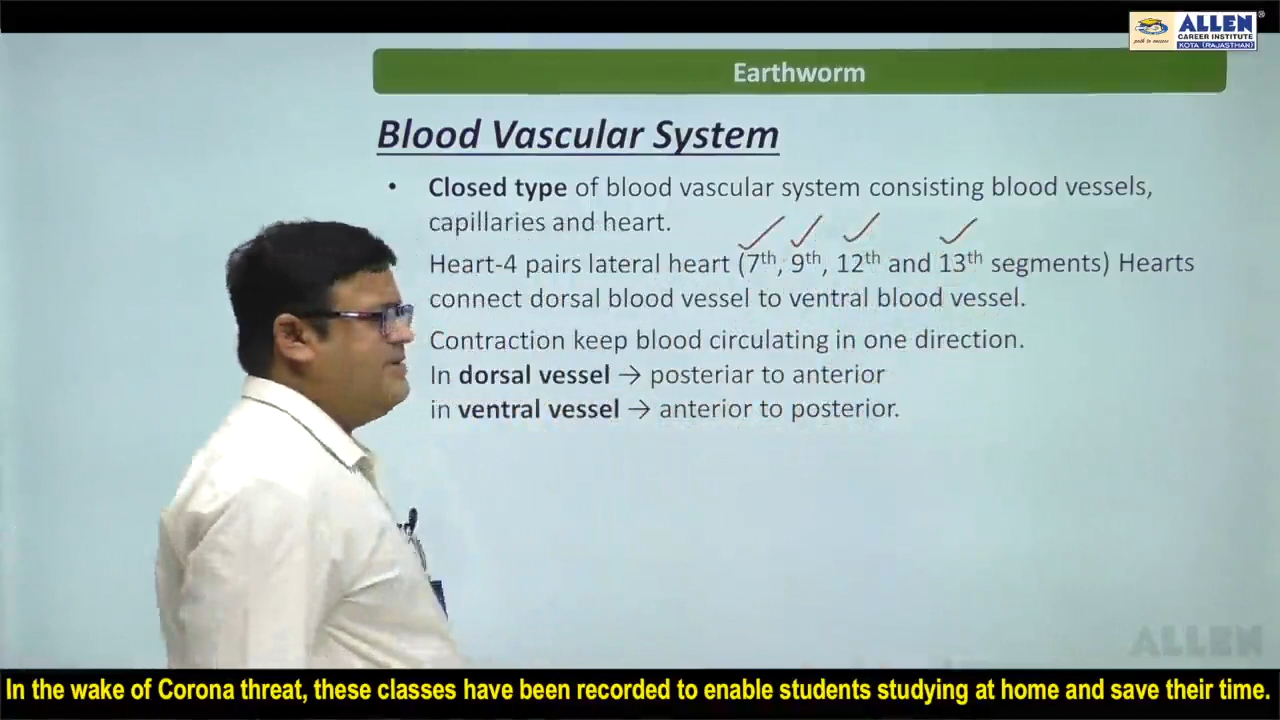 ALLEN
CAREER INSTITUTE
path to success
KOTA (RAJASTHAN)
®
Earthworm
Blood Vascular System
• Closed type of blood vascular system consisting blood vessels,
capillaries and heart.
Heart-4 pairs lateral heart (7th, 9th, 12th and 13th segments) Hearts
connect dorsal blood vessel to ventral blood vessel.
Contraction keep blood circulating in one direction.
In dorsal vessel → posteriar to anterior
in ventral vessel → anterior to posterior.
ALLEN
In the wake of Corona threat, these classes have been recorded to enable students studying at home and save their time.